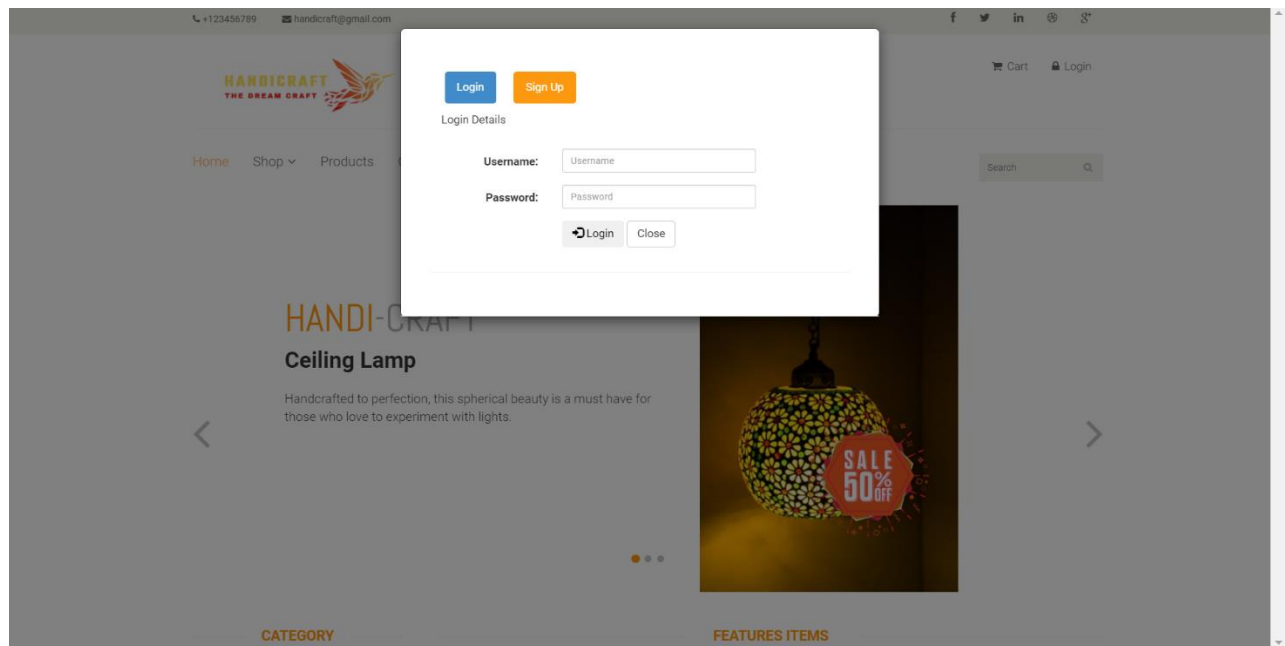 +123456789 handicraft@gmail.com
HANDICRAFT
THE DREAM CRAFT
Cart Login
Login Sign Up
Login Details
Home Shop Products
Search
Username: Username
Password: Password
Login Close
HANDI-CRAFT
Ceiling Lamp
Handcrafted to perfection, this spherical beauty is a must have for
those who love to experiment with lights.
SALE
50%
OFF
CATEGORY FEATURES ITEMS